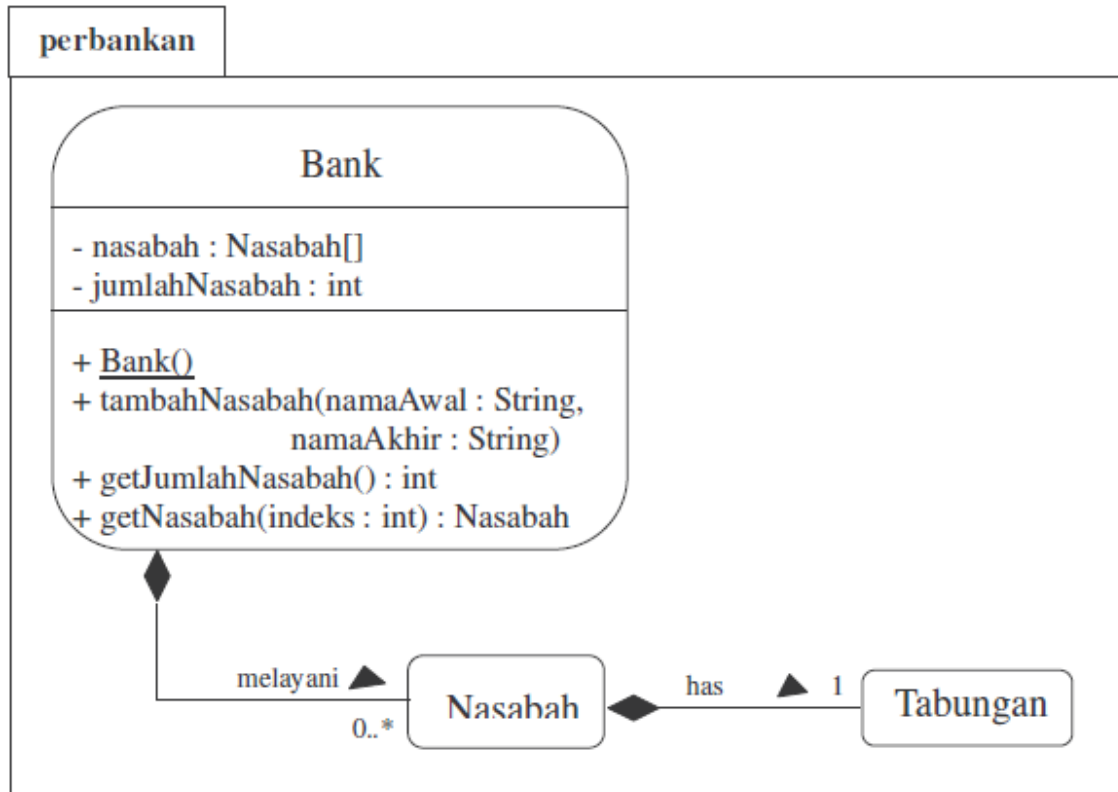 perbankan
Bank
- nasabah : Nasabah[]
- jumlahNasabah : int
+ Bank()
+ tambahNasabah(namaAwal : String,
namaAkhir : String)
+ getJumlahNasabah() : int
+ getNasabah(indeks : int) : Nasabah
melayani
0..*
Nasabah
has
1
Tabungan